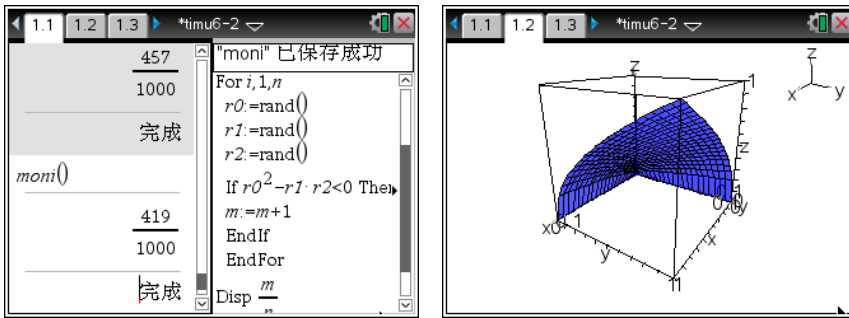 1.1 1.2 1.3 *timu6-2
457
1000
完成
moni()
419
1000
完成
"moni" 已保存成功
For i,1,n
r0:=rand()
r1:=rand()
r2:=rand()
If r0²-r1·r2<0 Then
m:=m+1
EndIf
EndFor
Disp m
1.1 1.2 1.3 *timu6-2
z
1
z
x y
z
x
y
x
y